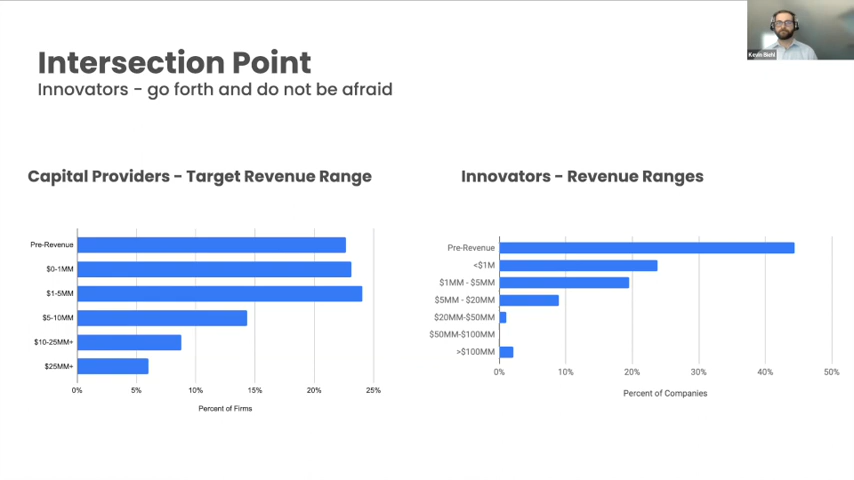 Kevin Biehl
Intersection Point
Innovators - go forth and do not be afraid
Capital Providers - Target Revenue Range
Pre-Revenue
$0-1MM
$1-5MM
$5-10MM
$10-25MM+
$25MM+
0% 5% 10% 15% 20% 25%
Percent of Firms
Innovators - Revenue Ranges
Pre-Revenue
<$1M
$1MM - $5MM
$5MM - $20MM
$20MM-$50MM
$50MM-$100MM
>$100MM
0% 10% 20% 30% 40% 50%
Percent of Companies